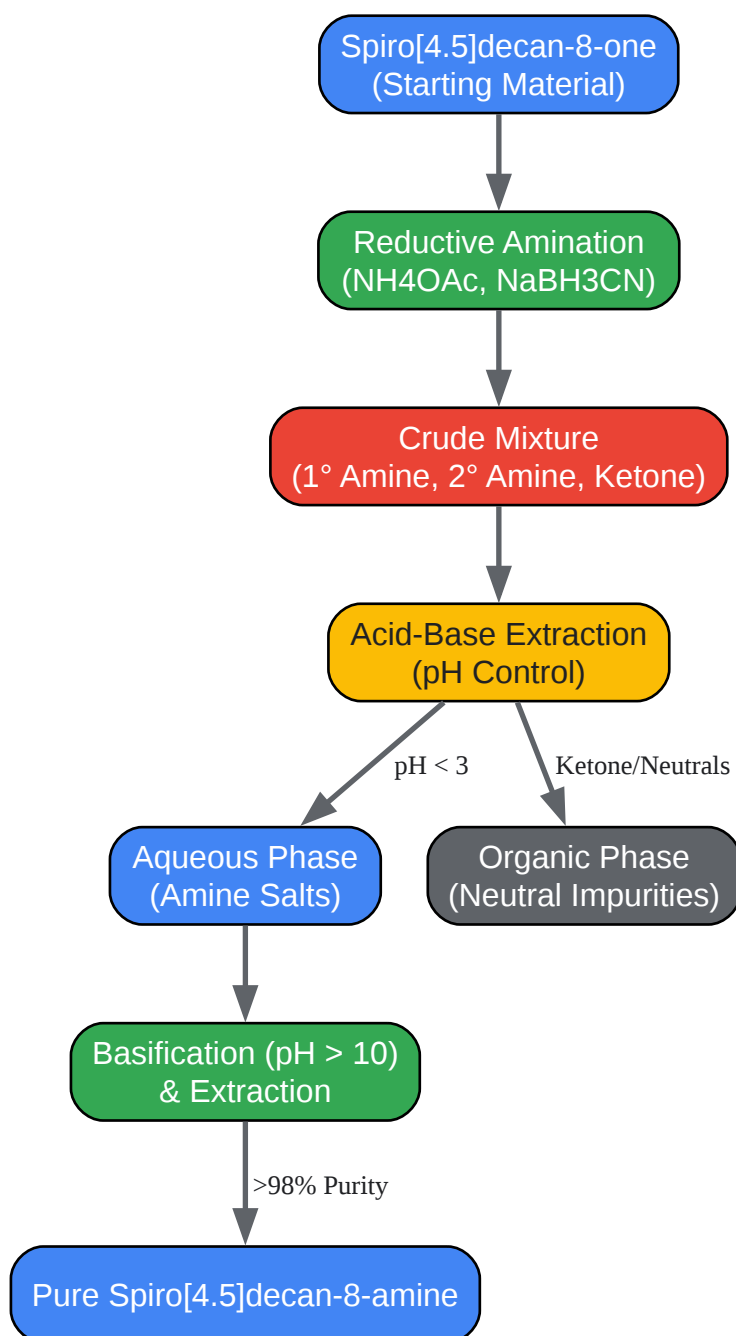 Spiro[4.5]decan-8-one
(Starting Material)
Reductive Amination
(NH4OAc, NaBH3CN)
Crude Mixture
(1° Amine, 2° Amine, Ketone)
Acid-Base Extraction
(pH Control)
pH < 3
Ketone/Neutrals
Aqueous Phase
(Amine Salts)
Organic Phase
(Neutral Impurities)
Basification (pH > 10)
& Extraction
>98% Purity
Pure Spiro[4.5]decan-8-amine